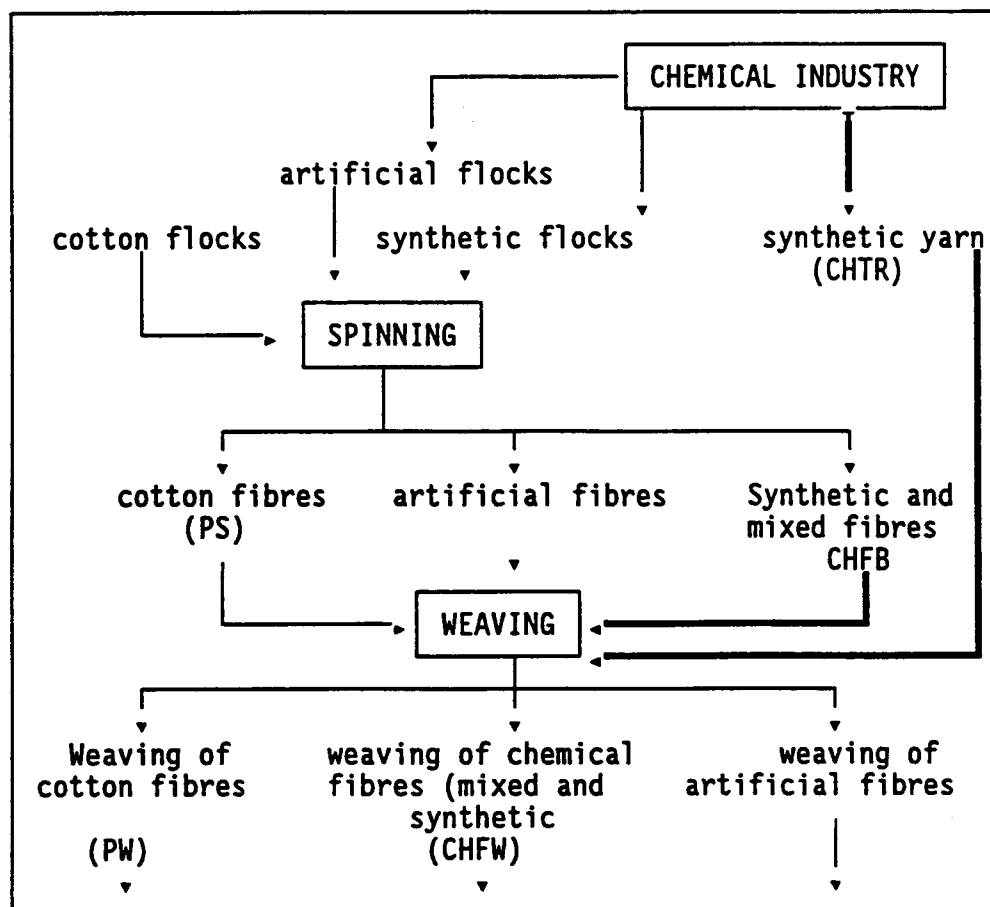 CHEMICAL INDUSTRY
artificial flocks
cotton flocks
synthetic flocks
synthetic yarn
(CHTR)
SPINNING
cotton fibres
(PS)
artificial fibres
Synthetic and
mixed fibres
CHFB
WEAVING
Weaving of
cotton fibres
(PW)
weaving of chemical
fibres (mixed and
synthetic
(CHFW)
weaving of
artificial fibres